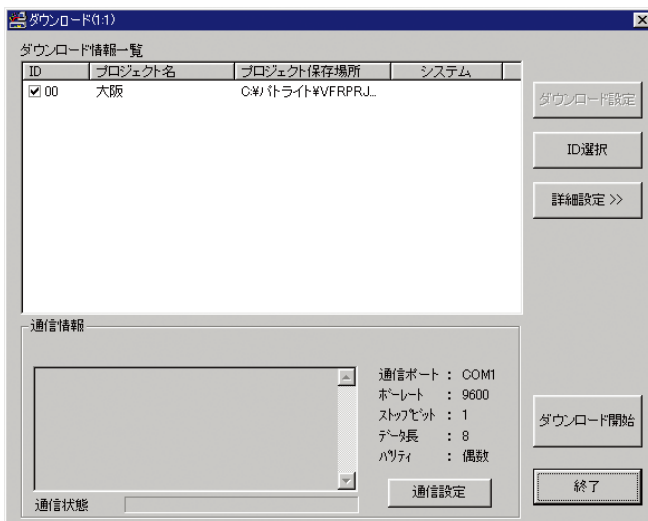 ダウンロード(1:1)
ダウンロード情報一覧
ID プロジェクト名 プロジェクト保存場所 システム
00 大阪 C:¥パトライト¥VFRPRJ...
ダウンロード設定
ID選択
詳細設定 >>
通信情報
通信ポート : COM1
ボーレート : 9600
ストップビット : 1
データ長 : 8
パリティ : 偶数
通信設定
通信状態
ダウンロード開始
終了